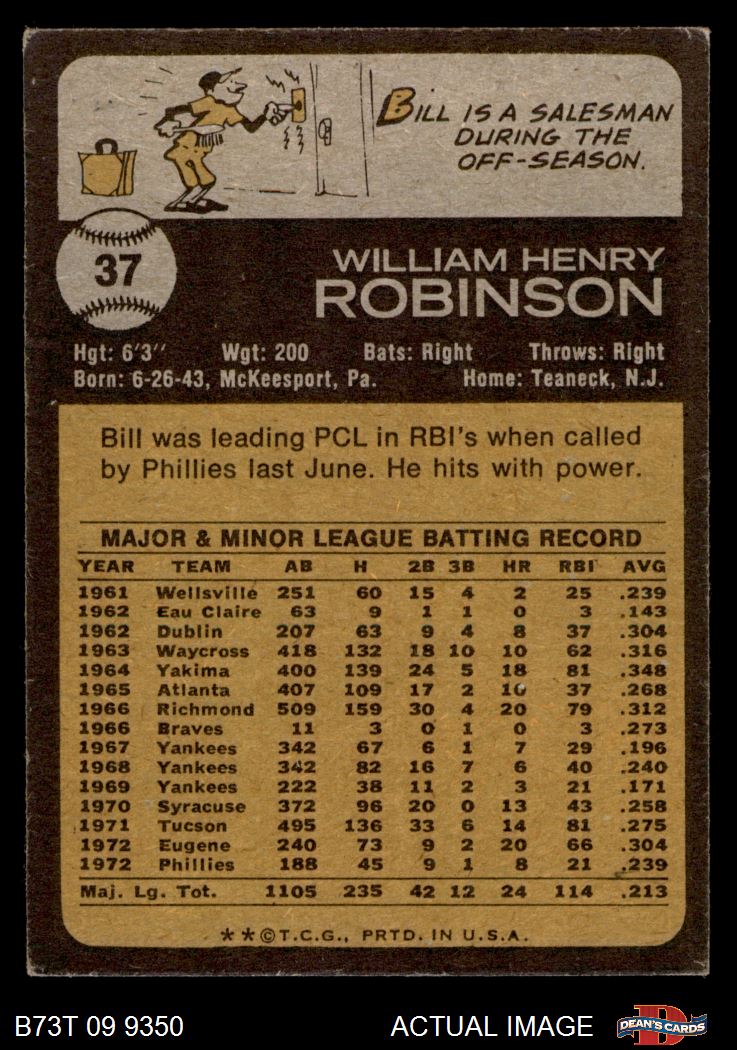 BILL IS A SALESMAN
DURING THE
OFF-SEASON.
37
WILLIAM HENRY
ROBINSON
Hgt: 6'3'' Wgt: 200 Bats: Right Throws: Right
Born: 6-26-43, McKeesport, Pa. Home: Teaneck, N.J.
Bill was leading PCL in RBI's when called
by Phillies last June. He hits with power.
MAJOR & MINOR LEAGUE BATTING RECORD
YEAR TEAM AB H 2B 3B HR RBI AVG
1961 Wellsville 251 60 15 4 2 25 .239
1962 Eau Claire 63 9 1 1 0 3 .143
1962 Dublin 207 63 9 4 8 37 .304
1963 Waycross 418 132 18 10 10 62 .316
1964 Yakima 400 139 24 5 18 81 .348
1965 Atlanta 407 109 17 2 10 37 .268
1966 Richmond 509 159 30 4 20 79 .312
1966 Braves 11 3 0 1 0 3 .273
1967 Yankees 342 67 6 1 7 29 .196
1968 Yankees 342 82 16 7 6 40 .240
1969 Yankees 222 38 11 2 3 21 .171
1970 Syracuse 372 96 20 0 13 43 .258
1971 Tucson 495 136 33 6 14 81 .275
1972 Eugene 240 73 9 2 20 66 .304
1972 Phillies 188 45 9 1 8 21 .239
Maj. Lg. Tot. 1105 235 42 12 24 114 .213
**©T.C.G., PRTD. IN U.S.A.
B73T 09 9350 ACTUAL IMAGE
D
DEAN'S CARDS